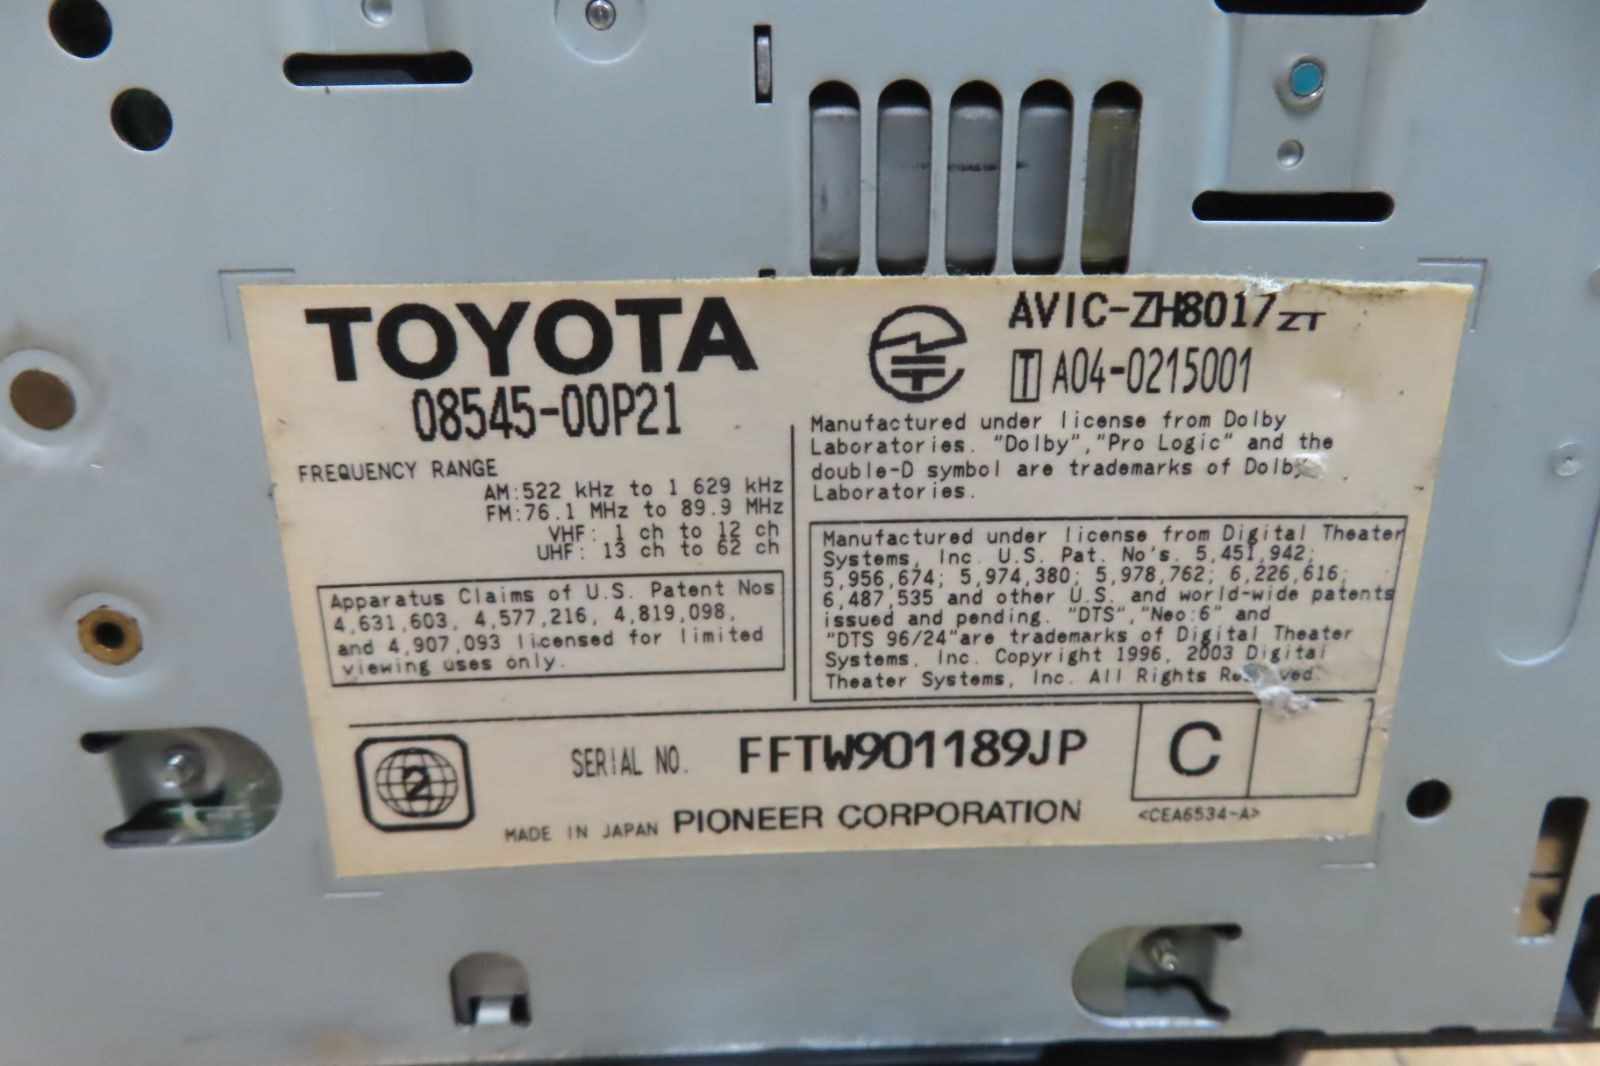 TOYOTA
08545-00P21
FREQUENCY RANGE
AM:522 kHz to 1 629 kHz
FM:76.1 MHz to 89.9 MHz
VHF: 1 ch to 12 ch
UHF: 13 ch to 62 ch
Apparatus Claims of U.S. Patent Nos
4,631,603, 4,577,216, 4,819,098,
and 4,907,093 licensed for limited
viewing uses only.
AVIC-ZH8017 ZT
T A04-0215001
Manufactured under license from Dolby
Laboratories. "Dolby","Pro Logic" and the
double-D symbol are trademarks of Dolby
Laboratories.
Manufactured under license from Digital Theater
Systems, Inc. U.S. Pat. No's. 5,451,942;
5,956,674; 5,974,380; 5,978,762; 6,226,616;
6,487,535 and other U.S. and world-wide patents
issued and pending. "DTS","Neo:6" and
"DTS 96/24"are trademarks of Digital Theater
Systems, Inc. Copyright 1996, 2003 Digital
Theater Systems, Inc. All Rights Reserved.
2
SERIAL NO. FFTW901189JP
C
MADE IN JAPAN PIONEER CORPORATION
<CEA6534-A>